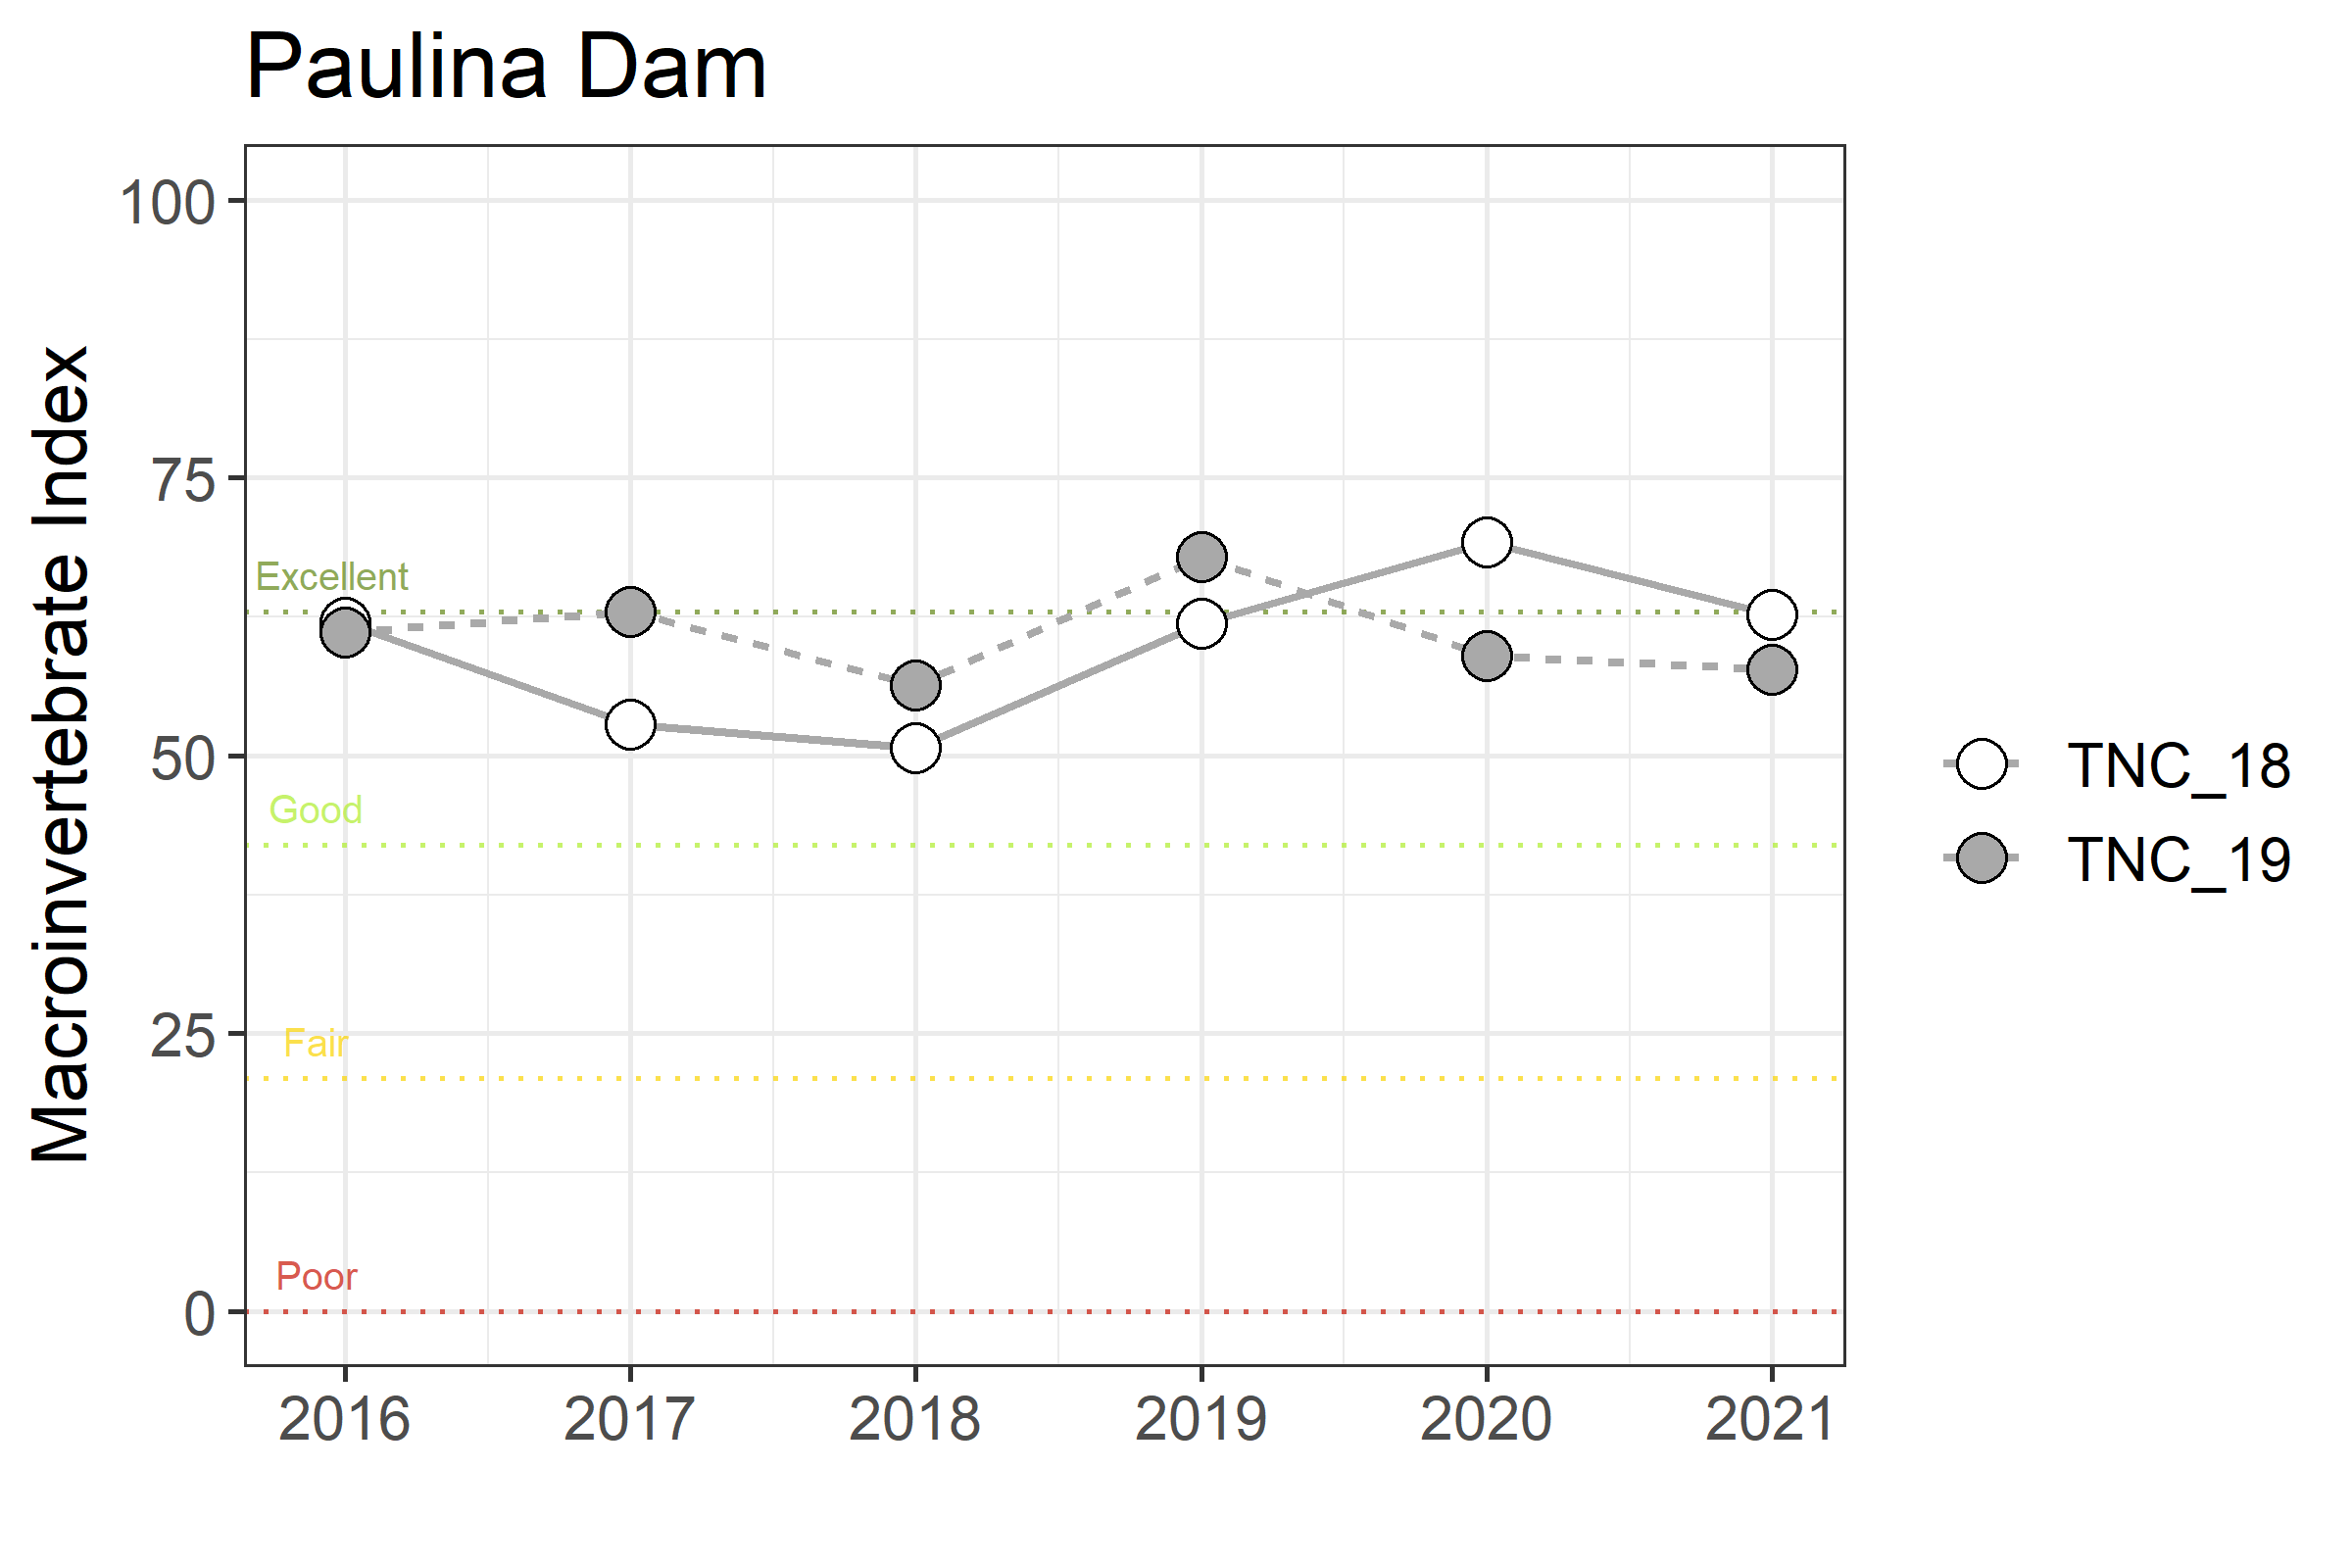 Paulina Dam
Macroinvertebrate Index
100
75
50
25
0
Excellent
Good
Fair
Poor
2016 2017 2018 2019 2020 2021
TNC_18
TNC_19